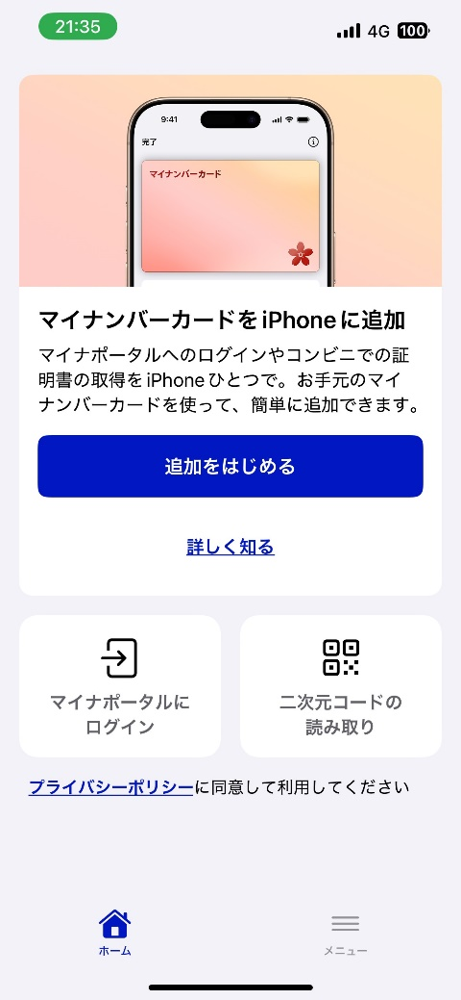 21:35
4G 100
9:41
完了
マイナンバーカード
マイナンバーカードをiPhoneに追加
マイナポータルへのログインやコンビニでの証
明書の取得をiPhoneひとつで。お手元のマイ
ナンバーカードを使って、簡単に追加できます。
追加をはじめる
詳しく知る
マイナポータルに
ログイン
二次元コードの
読み取り
プライバシーポリシーに同意して利用してください
ホーム
メニュー